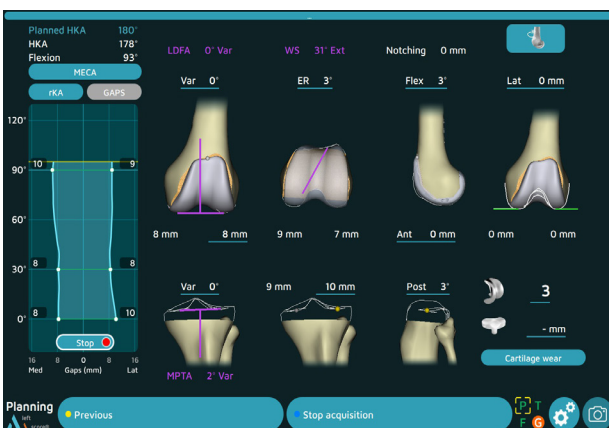 Planned HKA 180°
HKA 178°
Flexion 93°
MECA
rKA GAPS
LDFA 0° Var
WS 31° Ext
Notching 0 mm
Var 0°
ER 3°
Flex 3°
Lat 0 mm
120°
90°
60°
30°
0°
10 9
8 8
8 10
Stop
16 8 0 8 16
Med Gaps (mm) Lat
8 mm 8 mm
9 mm 7 mm
Ant 0 mm
0 mm 0 mm
Var 0°
9 mm 10 mm
Post 3°
MPTA 2° Var
3
- mm
Cartilage wear
Planning
left
Previous
Stop acquisition
P T
F G